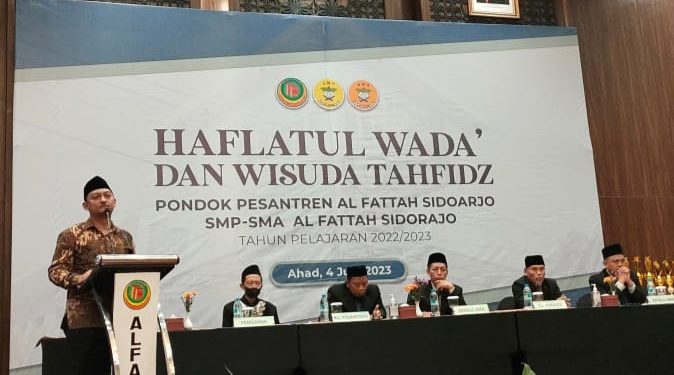 HAFLATUL WADA'
DAN WISUDA TAHFIDZ
PONDOK PESANTREN AL FATTAH SIDOARJO
SMP-SMA AL FATTAH SIDORAJO
TAHUN PELAJARAN 2022/2023
Ahad, 4 Ju 2023
ALFA
PENGASUH